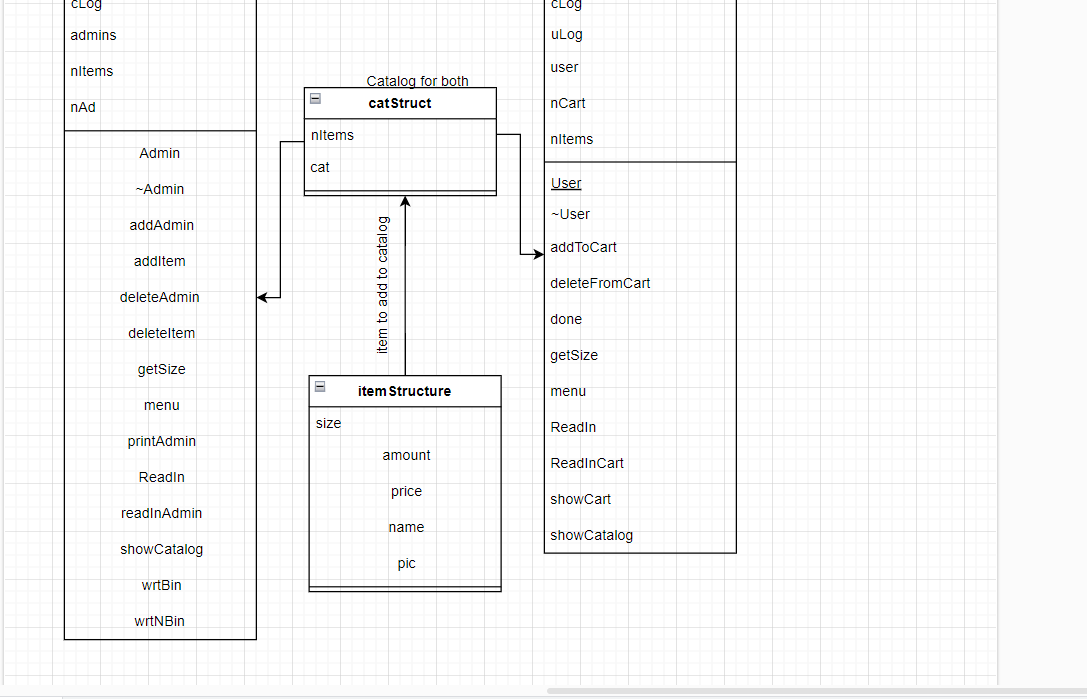 cLog
admins
nItems
nAd
Admin
~Admin
addAdmin
addItem
deleteAdmin
deleteItem
getSize
menu
printAdmin
ReadIn
readInAdmin
showCatalog
wrtBin
wrtNBin
Catalog for both
catStruct
nItems
cat
item to add to catalog
itemStructure
size
amount
price
name
pic
cLog
uLog
user
nCart
nItems
User
~User
addToCart
deleteFromCart
done
getSize
menu
ReadIn
ReadInCart
showCart
showCatalog